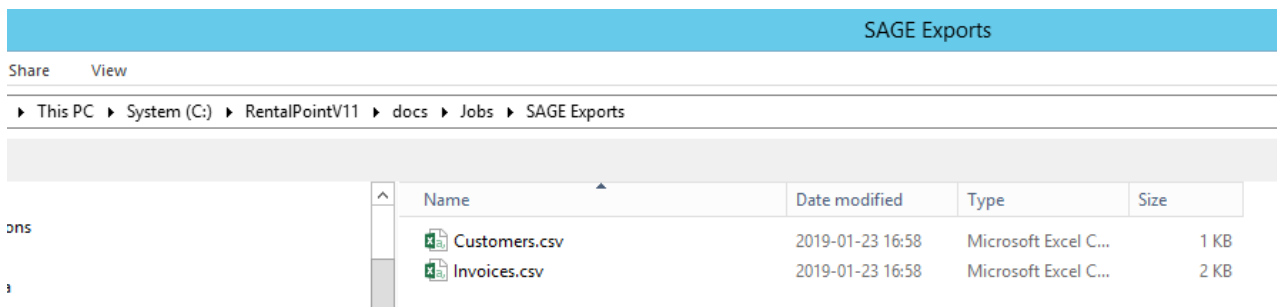 SAGE Exports
Share View
This PC System (C:) RentalPointV11 docs Jobs SAGE Exports
Name Date modified Type Size
ons
Customers.csv 2019-01-23 16:58 Microsoft Excel C... 1 KB
Invoices.csv 2019-01-23 16:58 Microsoft Excel C... 2 KB
a